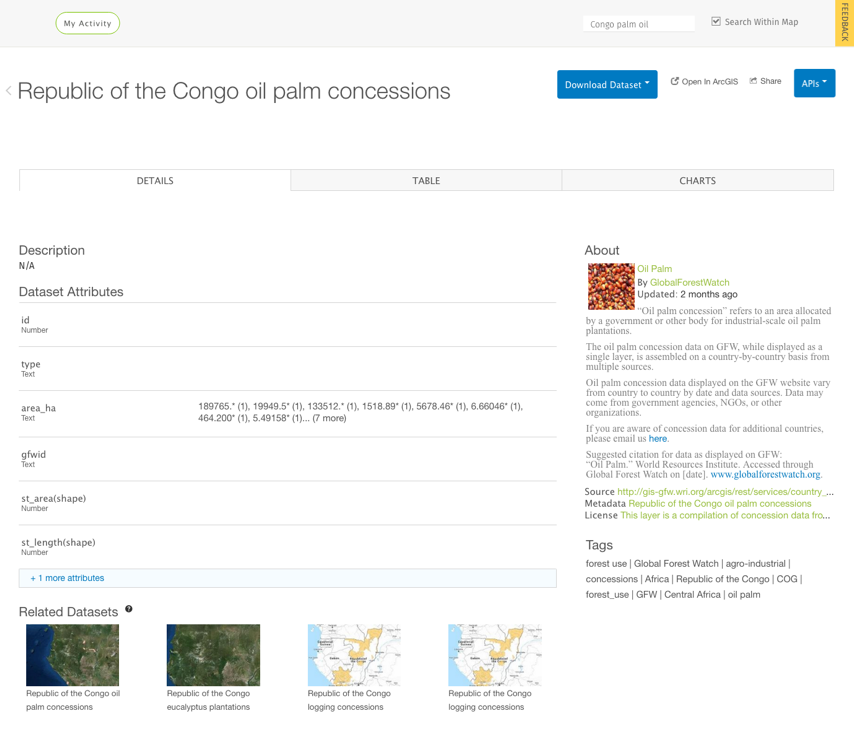 My Activity
Congo palm oil
Search Within Map
FEEDBACK
Republic of the Congo oil palm concessions
Download Dataset
Open In ArcGIS
Share
APIs
DETAILS
TABLE
CHARTS
Description
N/A
Dataset Attributes
id
Number
type
Text
area_ha
Text
189765.* (1), 19949.5* (1), 133512.* (1), 1518.89* (1), 5678.46* (1), 6.66046* (1),
464.200* (1), 5.49158* (1)... (7 more)
gfwid
Text
st_area(shape)
Number
st_length(shape)
Number
+ 1 more attributes
Related Datasets
Republic of the Congo oil
palm concessions
Republic of the Congo
eucalyptus plantations
Republic of the Congo
logging concessions
Republic of the Congo
logging concessions
About
Oil Palm
By GlobalForestWatch
Updated: 2 months ago
“Oil palm concession” refers to an area allocated
by a government or other body for industrial-scale oil palm
plantations.
The oil palm concession data on GFW, while displayed as a
single layer, is assembled on a country-by-country basis from
multiple sources.
Oil palm concession data displayed on the GFW website vary
from country to country by date and data sources. Data may
come from government agencies, NGOs, or other
organizations.
If you are aware of concession data for additional countries,
please email us here.
Suggested citation for data as displayed on GFW:
“Oil Palm.” World Resources Institute. Accessed through
Global Forest Watch on [date]. www.globalforestwatch.org.
Source http://gis-gfw.wri.org/arcgis/rest/services/country_...
Metadata Republic of the Congo oil palm concessions
License This layer is a compilation of concession data fro...
Tags
forest use | Global Forest Watch | agro-industrial |
concessions | Africa | Republic of the Congo | COG |
forest_use | GFW | Central Africa | oil palm